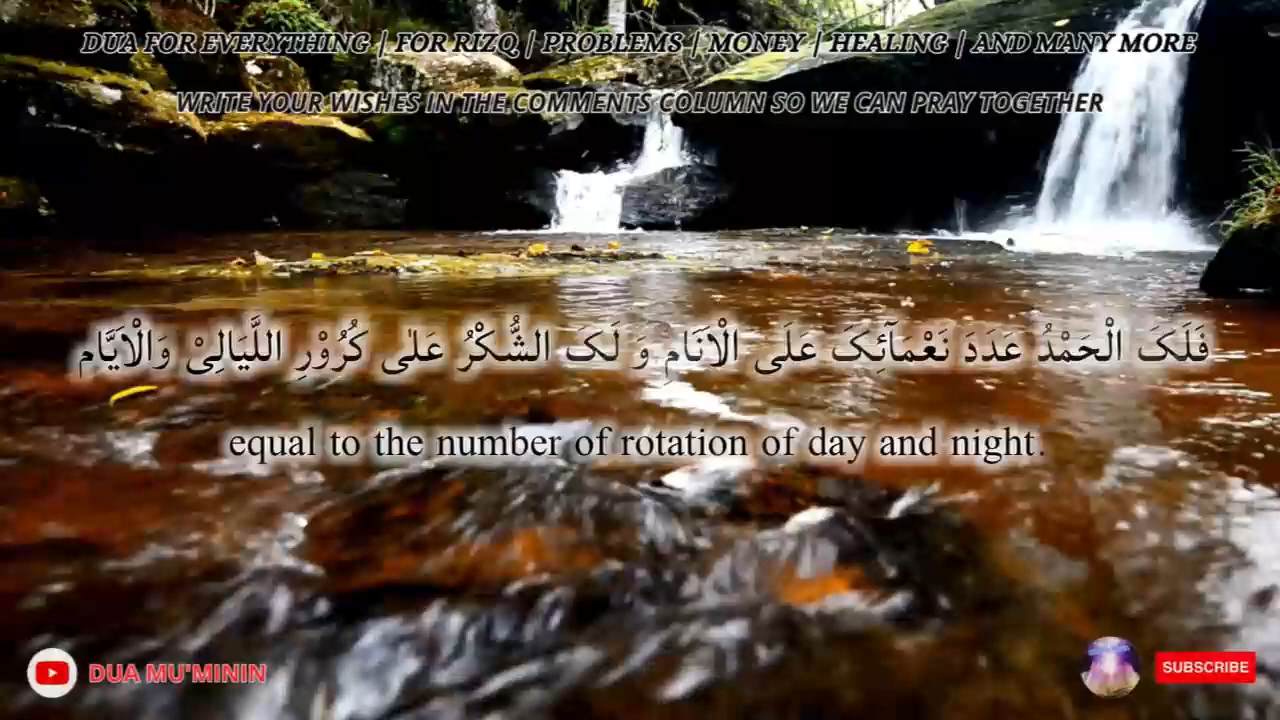 DUA FOR EVERYTHING | FOR RIZQ | PROBLEMS | MONEY | HEALING | AND MANY MORE
WRITE YOUR WISHES IN THE COMMENTS COLUMN SO WE CAN PRAY TOGETHER
فَلَکَ الْحَمْدُ عَدَدَ نَعْمَآئِکَ عَلَی الْاَنَامِ وَ لَکَ الشُّکْرُ عَلٰی کُرُوْرِ اللَّیَالِیْ وَالْاَیَّام
equal to the number of rotation of day and night.
DUA MU'MININ
SUBSCRIBE